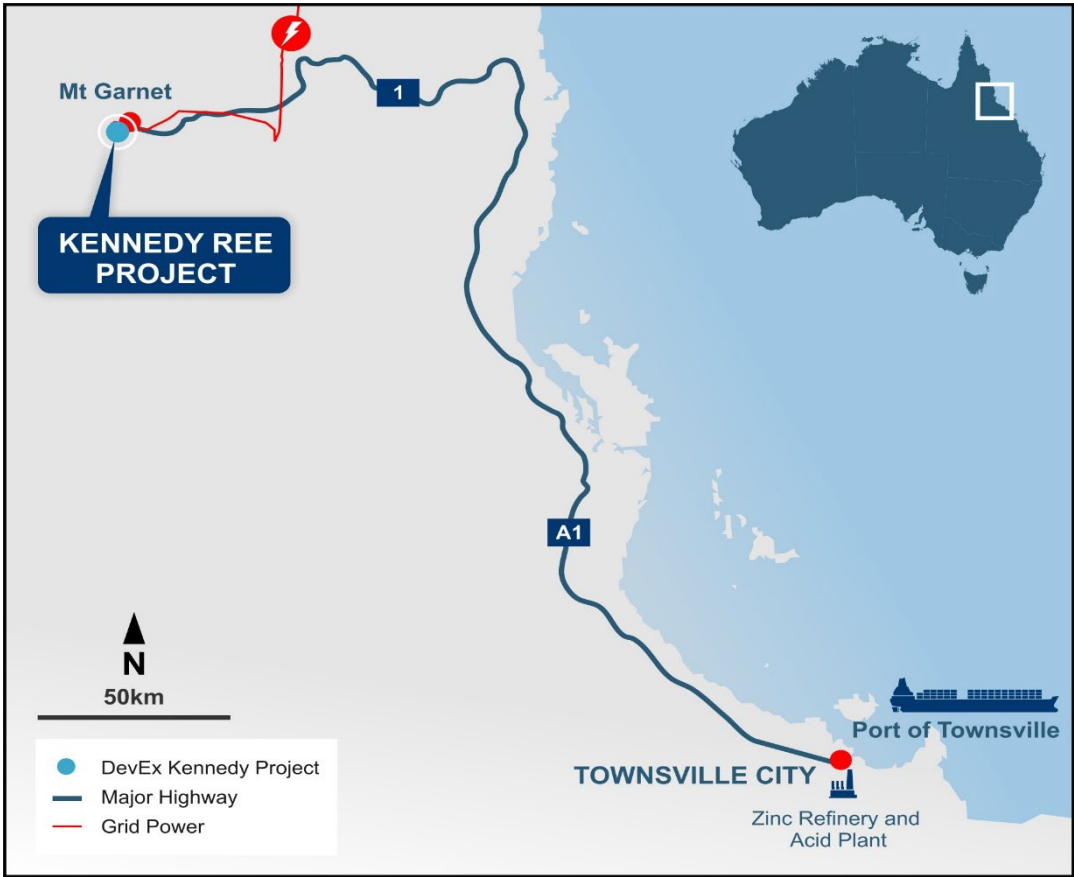 Mt Garnet
1
KENNEDY REE
PROJECT
A1
N
50km
DevEx Kennedy Project
Major Highway
Grid Power
Port of Townsville
TOWNSVILLE CITY
Zinc Refinery and
Acid Plant